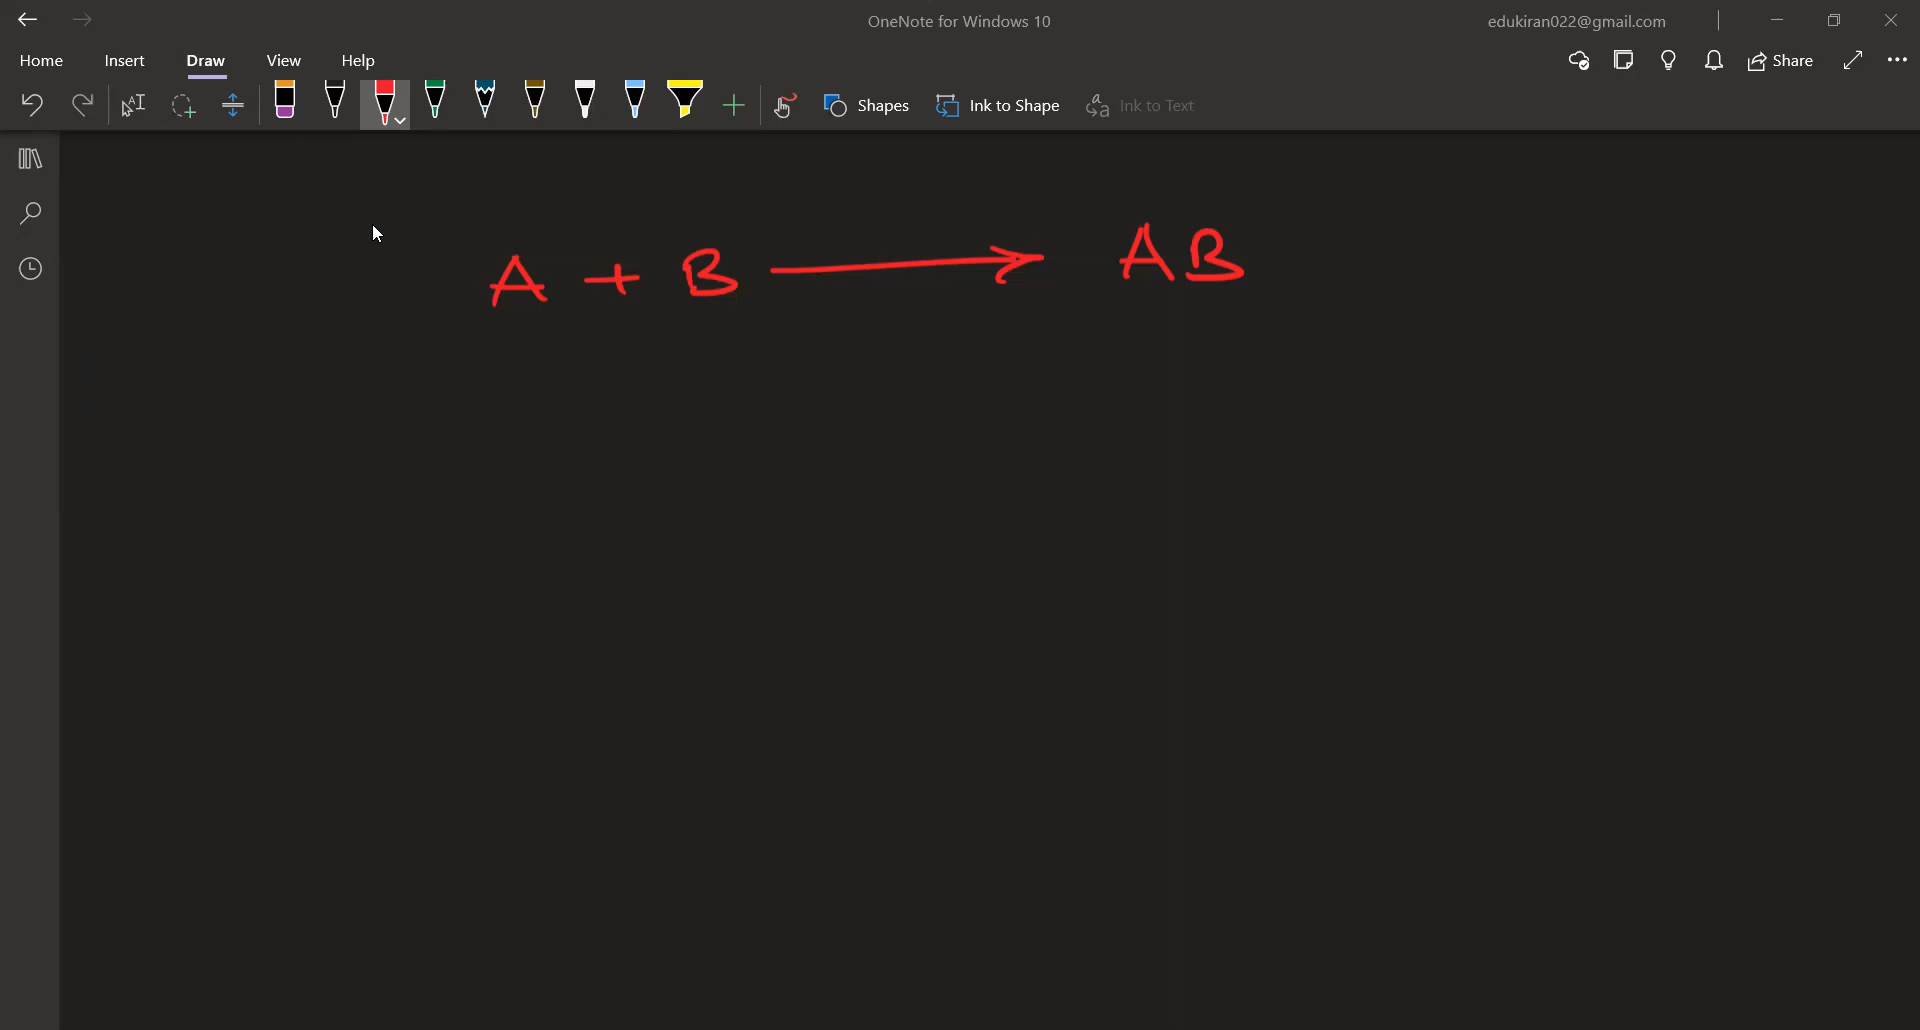 OneNote for Windows 10
edukiran022@gmail.com
Home Insert Draw View Help
Share
Shapes Ink to Shape Ink to Text
A + B → AB